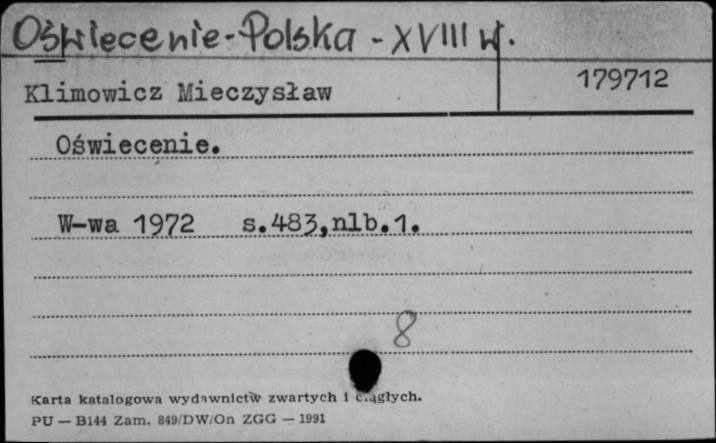 Oświecenie-Polska - XVIII w.
Klimowicz Mieczysław 179712
Oświecenie.
W-wa 1972 s.483,nlb.1.
8
Karta katalogowa wydawnictw zwartych i ciągłych.
PU — B144 Zam. 849/DW/On ZGG — 1991